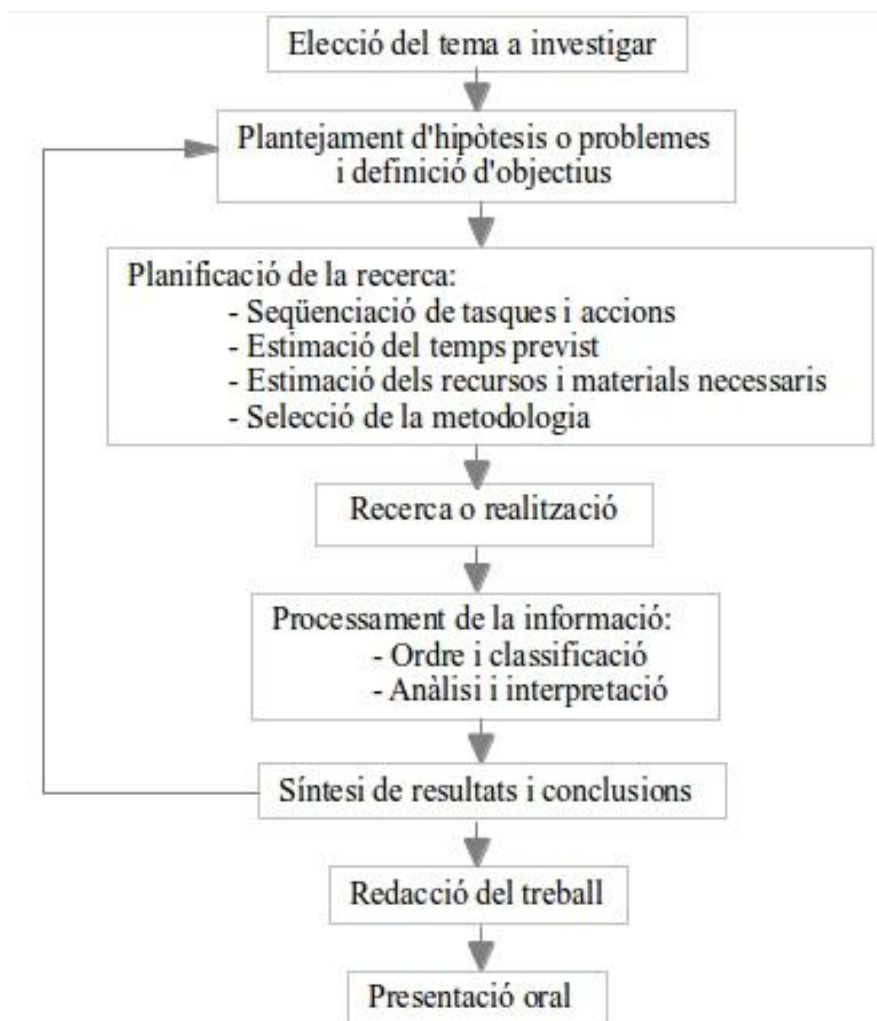 Elecció del tema a investigar
Plantejament d'hipòtesis o problemes
i definició d'objectius
Planificació de la recerca:
- Seqüenciació de tasques i accions
- Estimació del temps previst
- Estimació dels recursos i materials necessaris
- Selecció de la metodologia
Recerca o realització
Processament de la informació:
- Ordre i classificació
- Anàlisi i interpretació
Síntesi de resultats i conclusions
Redacció del treball
Presentació oral